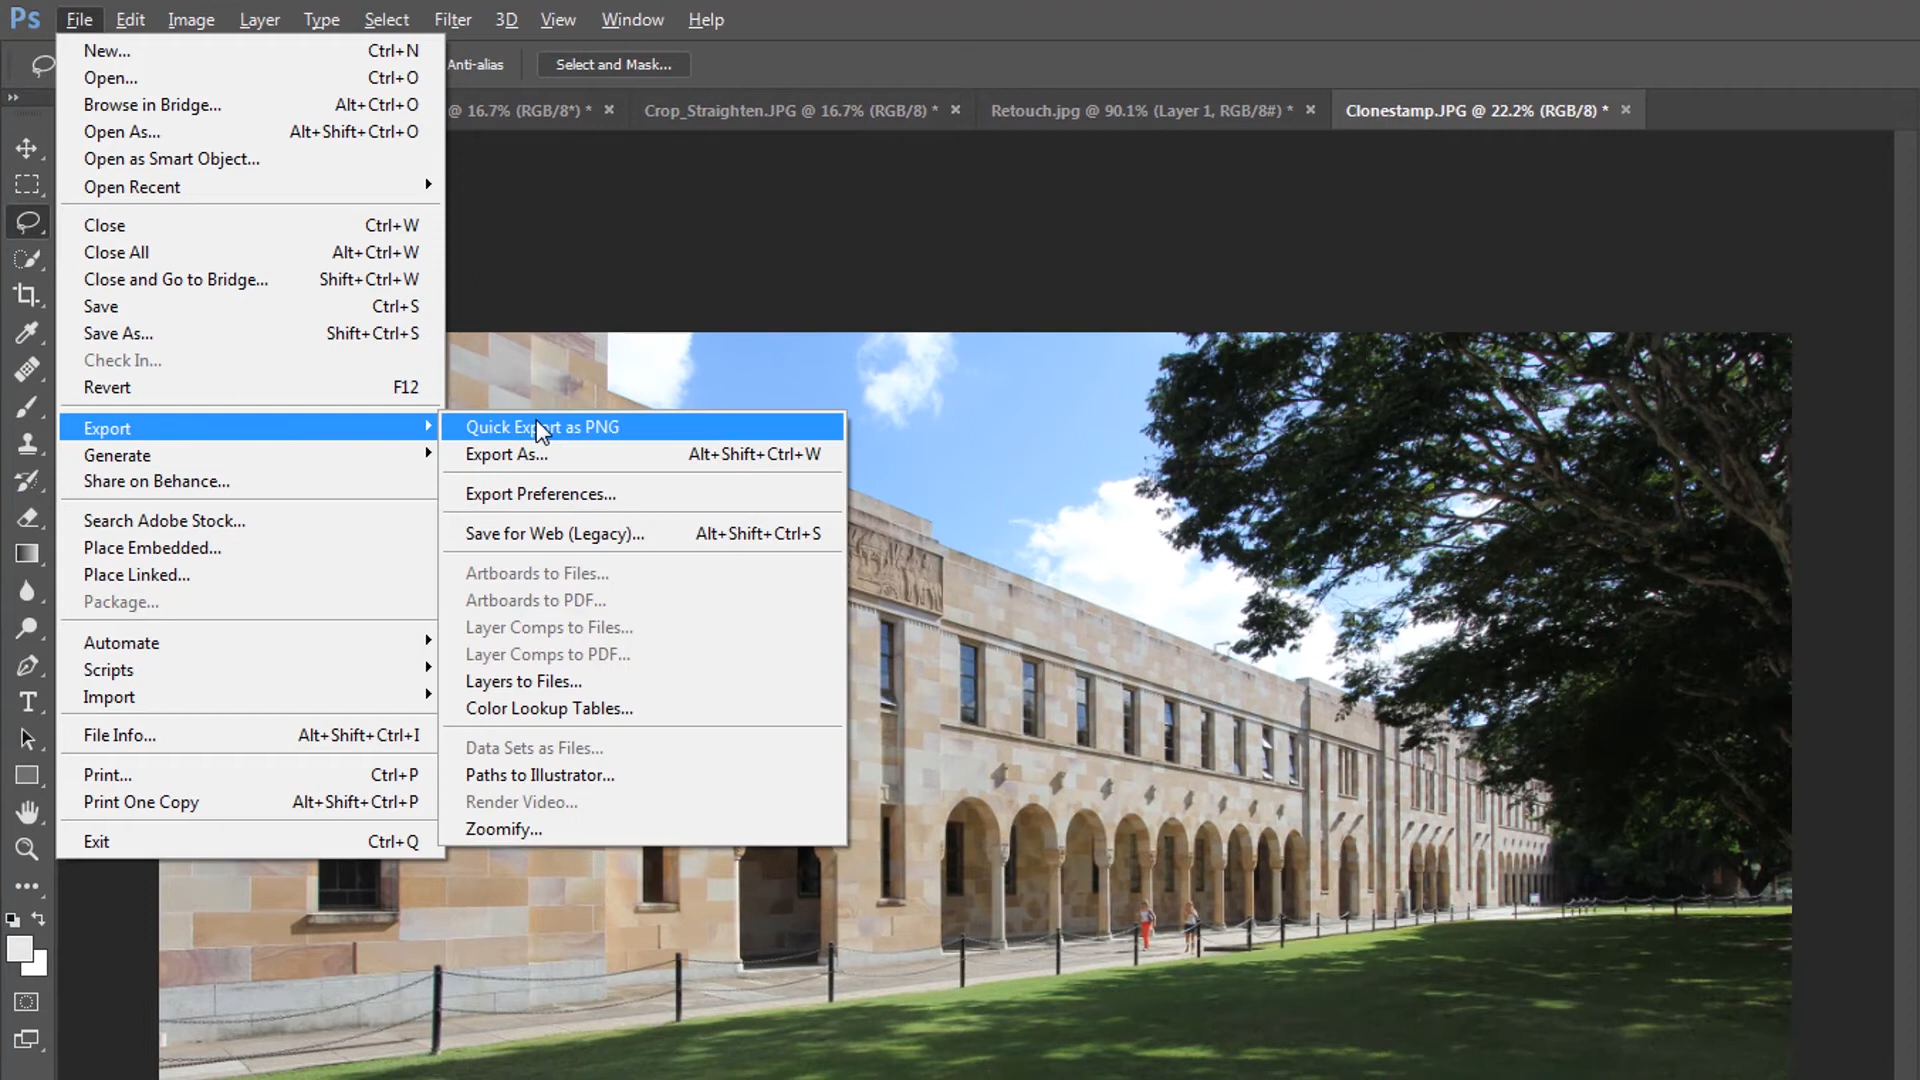 Ps File Edit Image Layer Type Select Filter 3D View Window Help
Anti-alias Select and Mask...
@ 16.7% (RGB/8*) * × Crop_Straighten.JPG @ 16.7% (RGB/8) * × Retouch.jpg @ 90.1% (Layer 1, RGB/8#) * × Clonestamp.JPG @ 22.2% (RGB/8) * ×
New... Ctrl+N
Open... Ctrl+O
Browse in Bridge... Alt+Ctrl+O
Open As... Alt+Shift+Ctrl+O
Open as Smart Object...
Open Recent
Close Ctrl+W
Close All Alt+Ctrl+W
Close and Go to Bridge... Shift+Ctrl+W
Save Ctrl+S
Save As... Shift+Ctrl+S
Check In...
Revert F12
Export
Generate
Share on Behance...
Search Adobe Stock...
Place Embedded...
Place Linked...
Package...
Automate
Scripts
Import
File Info... Alt+Shift+Ctrl+I
Print... Ctrl+P
Print One Copy Alt+Shift+Ctrl+P
Exit Ctrl+Q
Quick Export as PNG
Export As... Alt+Shift+Ctrl+W
Export Preferences...
Save for Web (Legacy)... Alt+Shift+Ctrl+S
Artboards to Files...
Artboards to PDF...
Layer Comps to Files...
Layer Comps to PDF...
Layers to Files...
Color Lookup Tables...
Data Sets as Files...
Paths to Illustrator...
Render Video...
Zoomify...